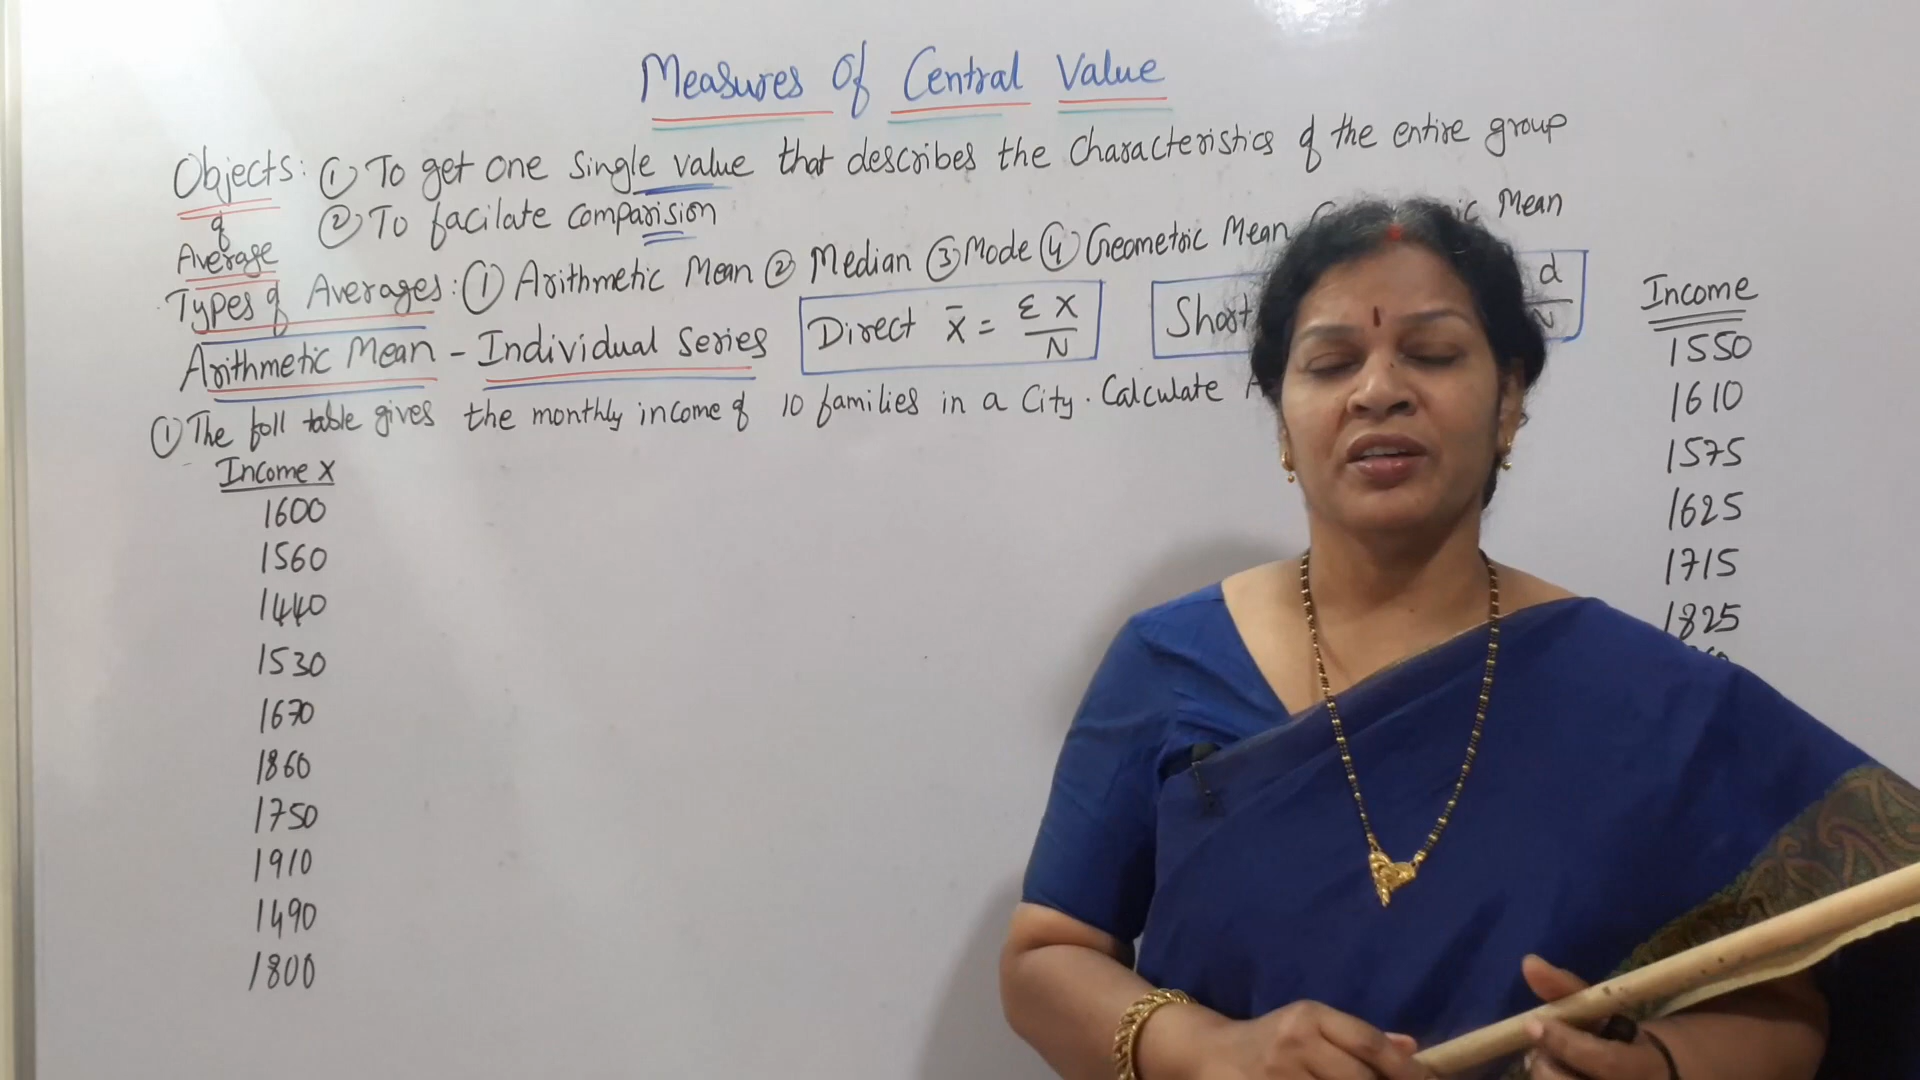 Measures Of Central Value
Objects: ① To get one single value that describes the characteristics of the entire group
of ② To facilate comparision
Average
Types of Averages: ① Arithmetic Mean ② Median ③ Mode ④ Geometric Mean Mean
Arithmetic Mean - Individual Series Direct x̄ = Σ X / N Short d / N
① The foll table gives the monthly income of 10 families in a City. Calculate
Income X
1600
1560
1440
1530
1670
1860
1750
1910
1490
1800
Income
1550
1610
1575
1625
1715
1825